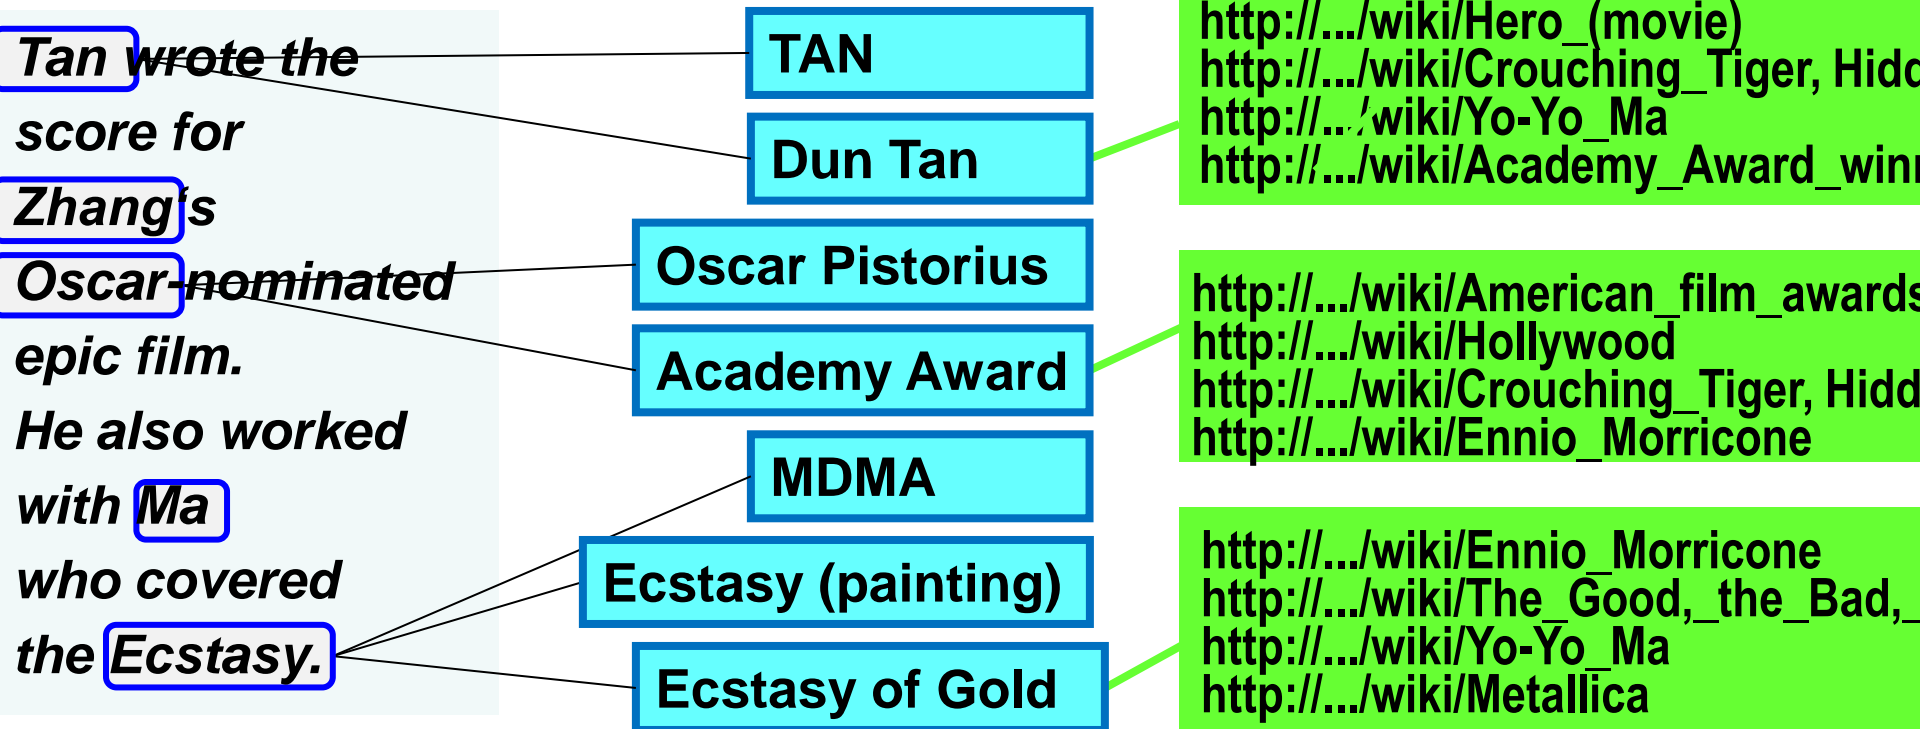 Tan wrote the
score for
Zhang's
Oscar-nominated
epic film.
He also worked
with Ma
who covered
the Ecstasy.
TAN
Dun Tan
Oscar Pistorius
Academy Award
MDMA
Ecstasy (painting)
Ecstasy of Gold
http://.../wiki/Hero_(movie)
http://.../wiki/Crouching_Tiger, Hidd
http://.../wiki/Yo-Yo_Ma
http://.../wiki/Academy_Award_winn
http://.../wiki/American_film_awards
http://.../wiki/Hollywood
http://.../wiki/Crouching_Tiger, Hidd
http://.../wiki/Ennio_Morricone
http://.../wiki/Ennio_Morricone
http://.../wiki/The_Good,_the_Bad,_
http://.../wiki/Yo-Yo_Ma
http://.../wiki/Metallica